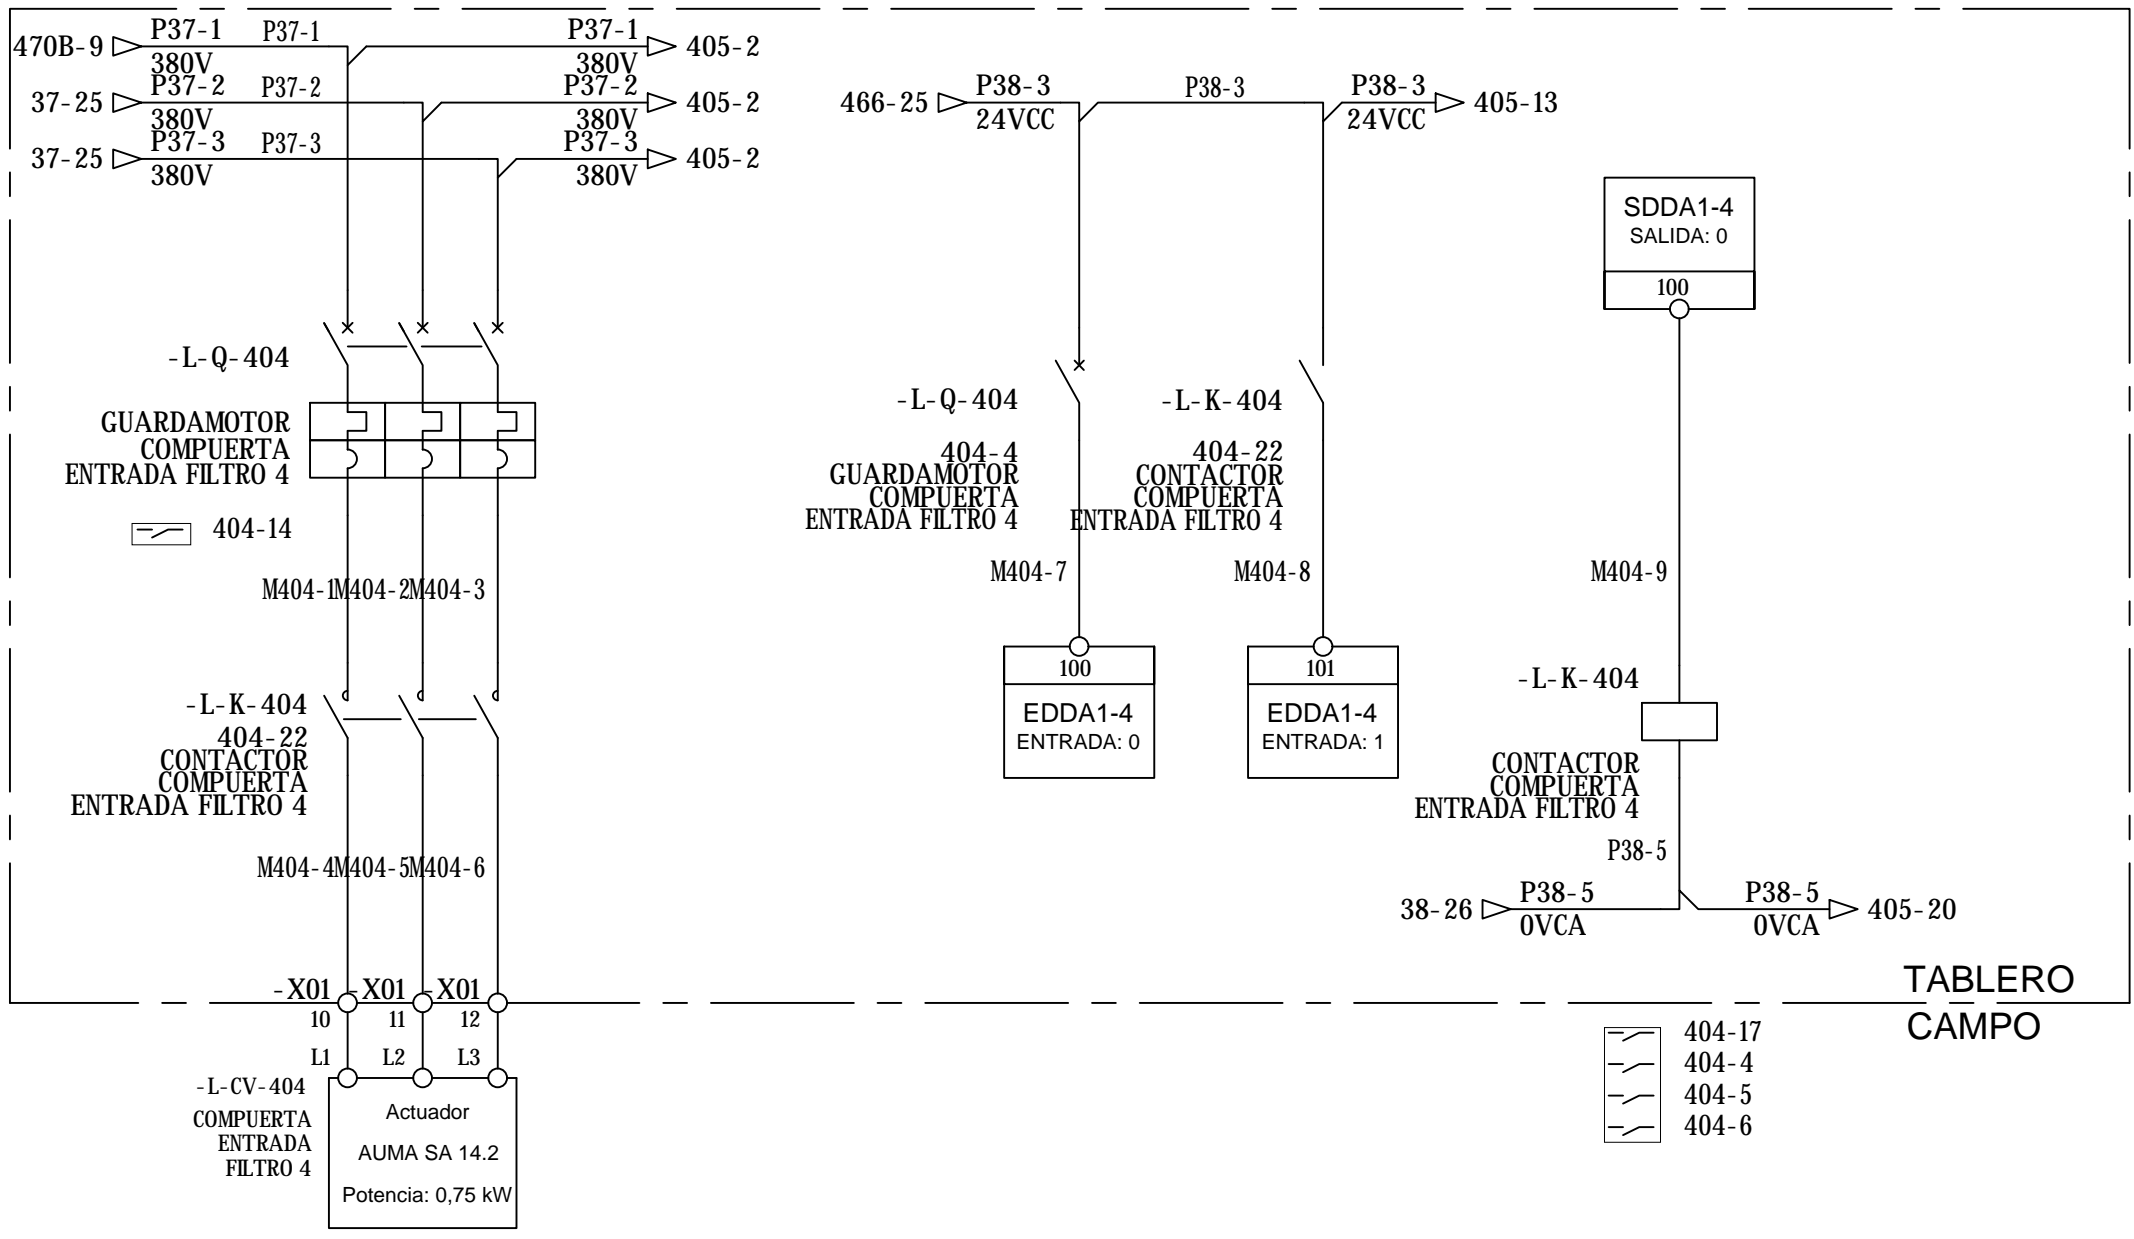 470B-9
P37-1
380V
P37-1
P37-1
380V
405-2
37-25
P37-2
380V
P37-2
P37-2
380V
405-2
37-25
P37-3
380V
P37-3
P37-3
380V
405-2
466-25
P38-3
24VCC
P38-3
P38-3
24VCC
405-13
SDDA1-4
SALIDA: 0
100
-L-Q-404
GUARDAMOTOR
COMPUERTA
ENTRADA FILTRO 4
404-14
M404-1
M404-2
M404-3
-L-K-404
404-22
CONTACTOR
COMPUERTA
ENTRADA FILTRO 4
M404-4
M404-5
M404-6
-X01
-X01
-X01
10
11
12
L1
L2
L3
-L-CV-404
COMPUERTA
ENTRADA
FILTRO 4
Actuador
AUMA SA 14.2
Potencia: 0,75 kW
-L-Q-404
404-4
GUARDAMOTOR
COMPUERTA
ENTRADA FILTRO 4
M404-7
100
EDDA1-4
ENTRADA: 0
-L-K-404
404-22
CONTACTOR
COMPUERTA
ENTRADA FILTRO 4
M404-8
101
EDDA1-4
ENTRADA: 1
M404-9
-L-K-404
CONTACTOR
COMPUERTA
ENTRADA FILTRO 4
P38-5
38-26
P38-5
0VCA
P38-5
0VCA
405-20
TABLERO
CAMPO
404-17
404-4
404-5
404-6